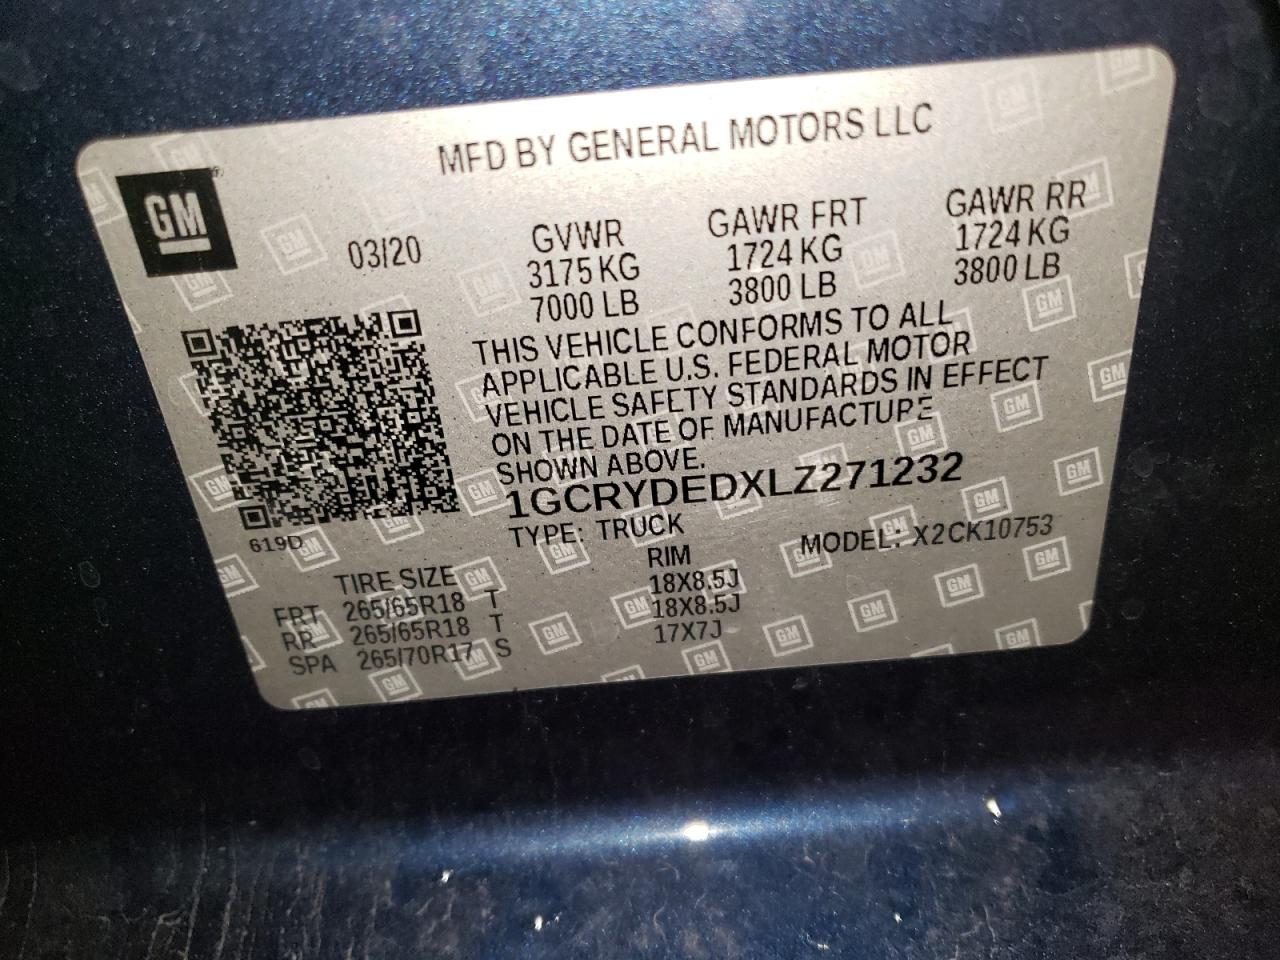 MFD BY GENERAL MOTORS LLC
GM
03/20
GVWR
3175 KG
7000 LB
GAWR FRT
1724 KG
3800 LB
GAWR RR
1724 KG
3800 LB
THIS VEHICLE CONFORMS TO ALL
APPLICABLE U.S. FEDERAL MOTOR
VEHICLE SAFETY STANDARDS IN EFFECT
ON THE DATE OF MANUFACTURE
SHOWN ABOVE.
1GCRYDEDXLZ271232
TYPE: TRUCK
MODEL: X2CK10753
619D
TIRE SIZE RIM
FRT 265/65R18 T 18X8.5J
RR 265/65R18 T 18X8.5J
SPA 265/70R17 S 17X7J